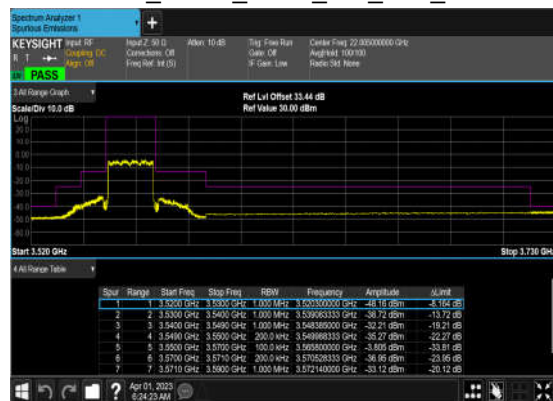 Spectrum Analyzer 1
Spurious Emissions
+
KEYSIGHT Input: RF Input Z: 50 Ω Atten: 10 dB Trig: Free Run Center Freq: 22.005000000 GHz
R T Coupling: DC Corrections: Off Gate: Off Avg|Hold: 100/100
Align: Off Freq Ref: Int (S) IF Gain: Low Radio Std: None
PASS
3 All Range Graph
Ref Lvl Offset 33.44 dB
Scale/Div 10.0 dB Ref Value 30.00 dBm
Log
20.0
10.0
0.00
Start 3.520 GHz Stop 3.730 GHz
4 All Range Table
Spur Range Start Freq Stop Freq RBW Frequency Amplitude ΔLimit
1 1 3.5200 GHz 3.5300 GHz 1.000 MHz 3.520300000 GHz -48.16 dBm -8.164 dB
2 2 3.5300 GHz 3.5400 GHz 1.000 MHz 3.539083333 GHz -38.72 dBm -13.72 dB
3 3 3.5400 GHz 3.5490 GHz 1.000 MHz 3.548385000 GHz -32.21 dBm -19.21 dB
4 4 3.5490 GHz 3.5500 GHz 200.0 kHz 3.549988333 GHz -35.27 dBm -22.27 dB
5 5 3.5500 GHz 3.5700 GHz 100.0 kHz 3.565800000 GHz -3.805 dBm -33.81 dB
6 6 3.5700 GHz 3.5710 GHz 200.0 kHz 3.570528333 GHz -36.95 dBm -23.95 dB
7 7 3.5710 GHz 3.5900 GHz 1.000 MHz 3.572140000 GHz -33.12 dBm -20.12 dB
? Apr 01, 2023
6:24:23 AM